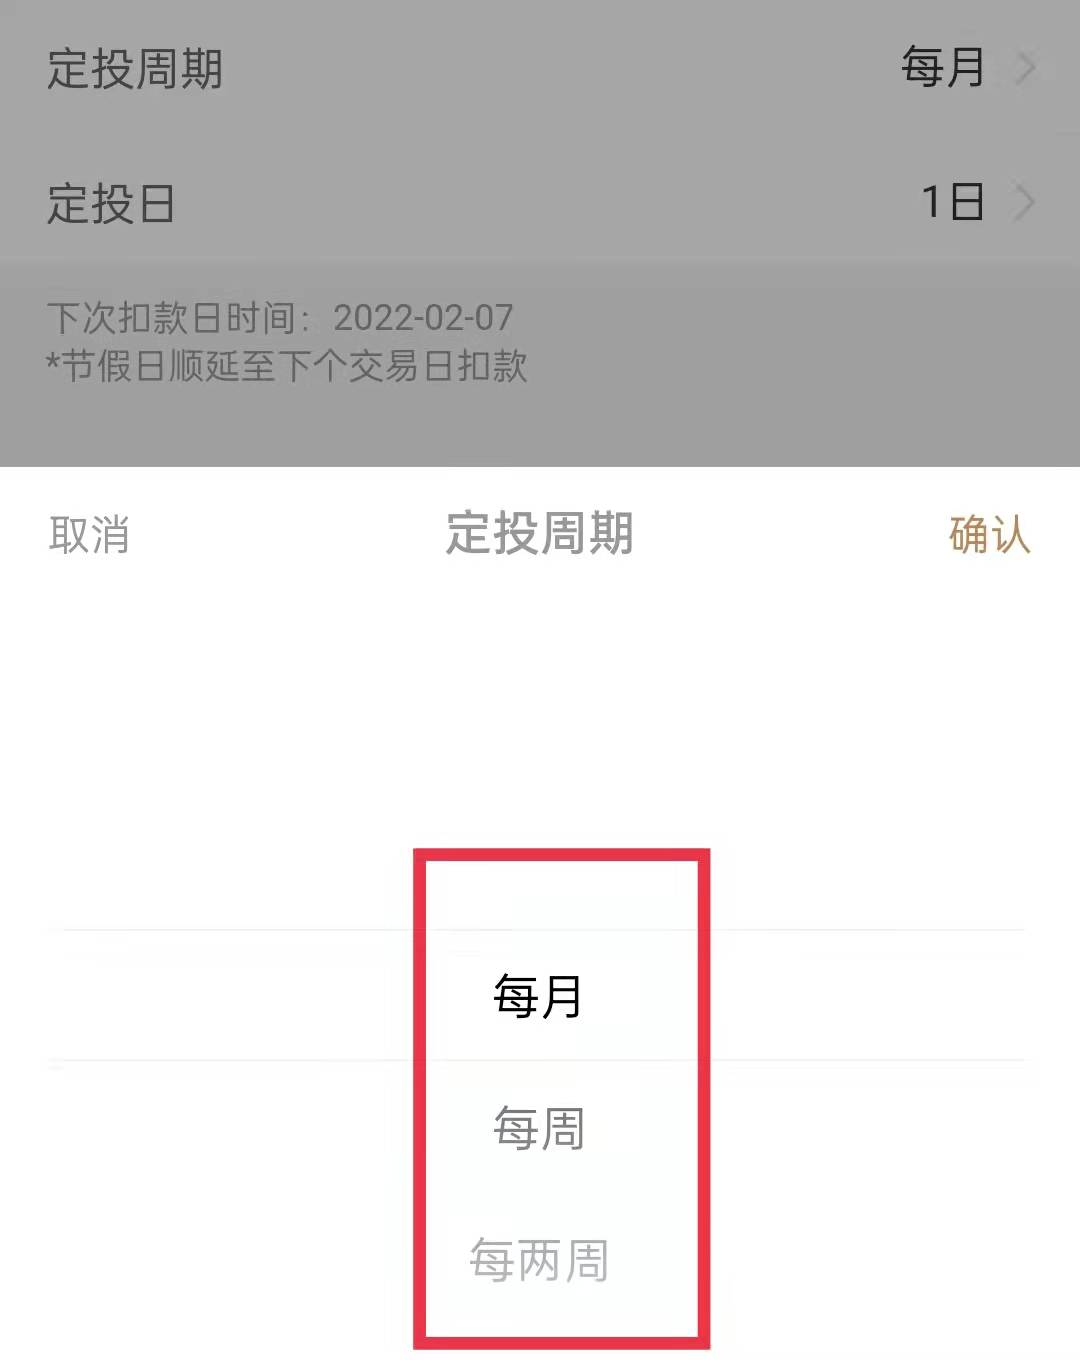 定投周期 每月
定投日 1日
下次扣款日时间：2022-02-07
*节假日顺延至下个交易日扣款
取消 定投周期 确认
每月
每周
每两周